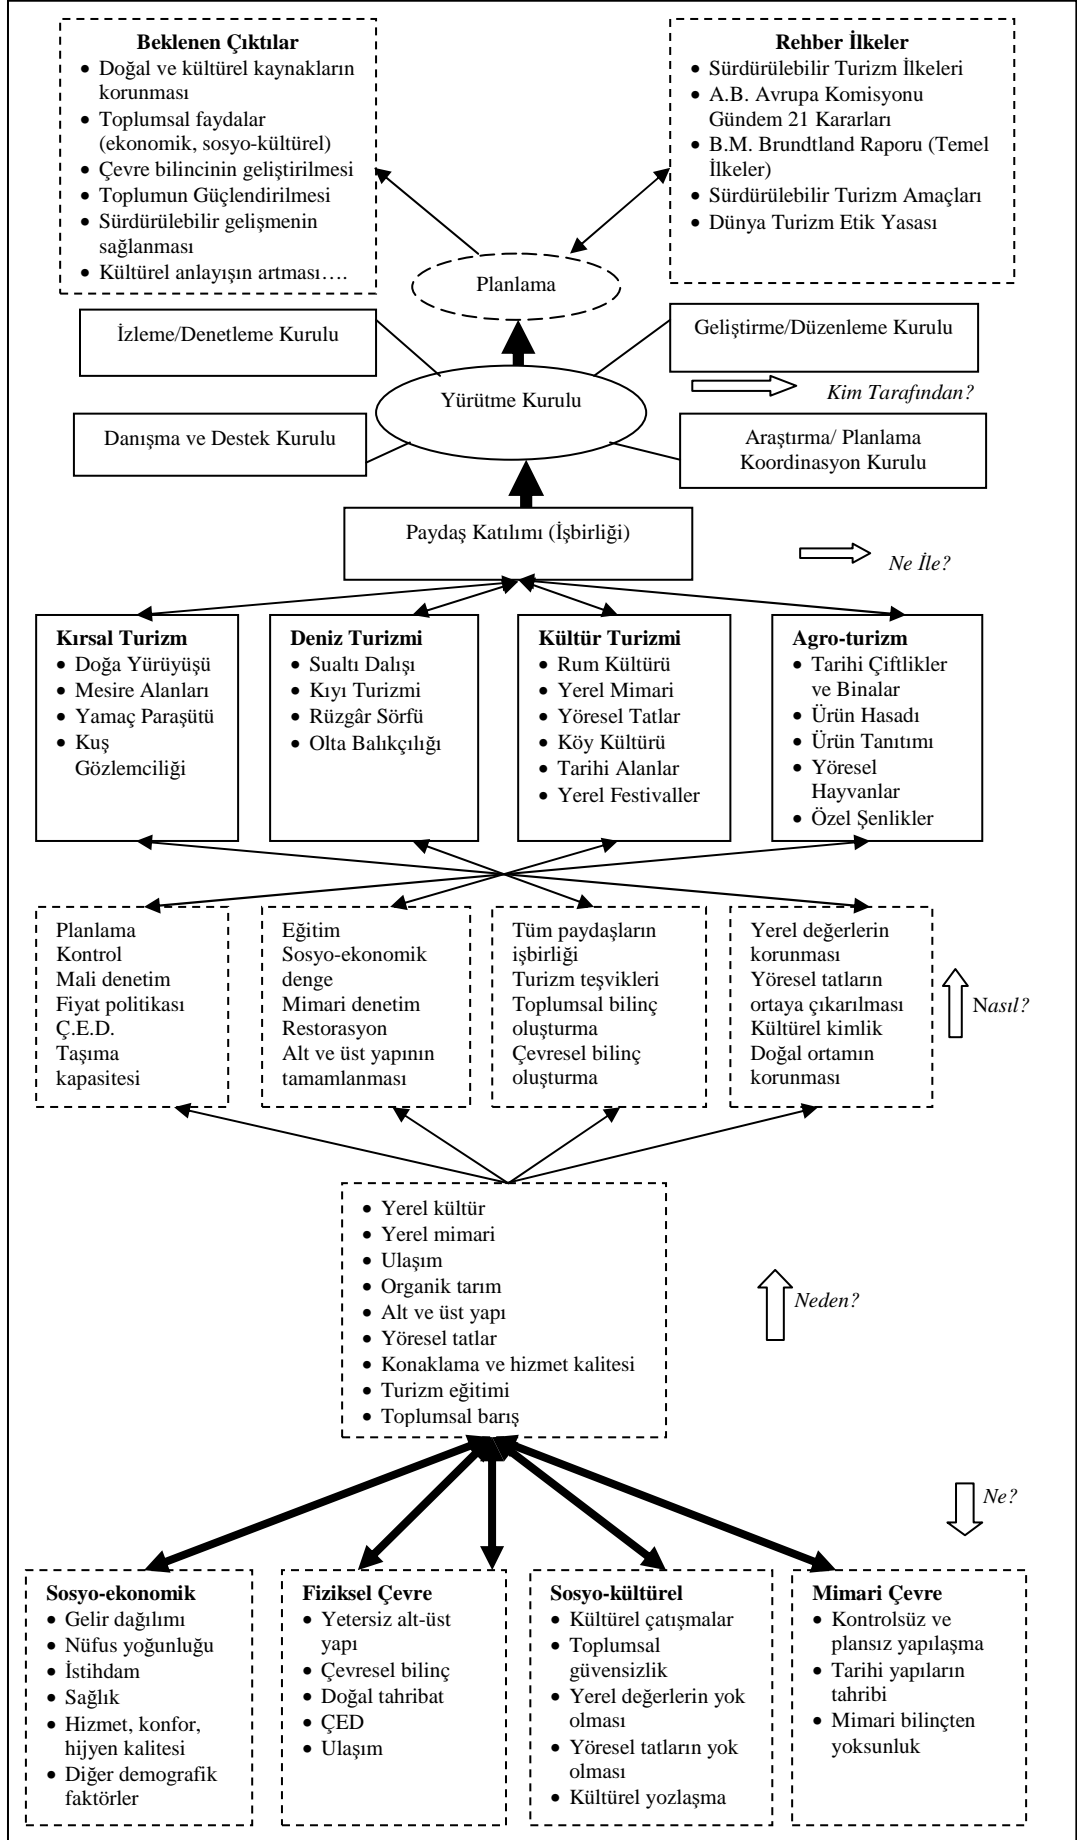 Beklenen Çıktılar
• Doğal ve kültürel kaynakların
korunması
• Toplumsal faydalar
(ekonomik, sosyo-kültürel)
• Çevre bilincinin geliştirilmesi
• Toplumun Güçlendirilmesi
• Sürdürülebilir gelişmenin
sağlanması
• Kültürel anlayışın artması….
Rehber İlkeler
• Sürdürülebilir Turizm İlkeleri
• A.B. Avrupa Komisyonu
Gündem 21 Kararları
• B.M. Brundtland Raporu (Temel
İlkeler)
• Sürdürülebilir Turizm Amaçları
• Dünya Turizm Etik Yasası
Planlama
İzleme/Denetleme Kurulu
Geliştirme/Düzenleme Kurulu
Yürütme Kurulu
Kim Tarafından?
Danışma ve Destek Kurulu
Araştırma/ Planlama
Koordinasyon Kurulu
Paydaş Katılımı (İşbirliği)
Ne İle?
Kırsal Turizm
• Doğa Yürüyüşü
• Mesire Alanları
• Yamaç Paraşütü
• Kuş
Gözlemciliği
Deniz Turizmi
• Sualtı Dalışı
• Kıyı Turizmi
• Rüzgâr Sörfü
• Olta Balıkçılığı
Kültür Turizmi
• Rum Kültürü
• Yerel Mimari
• Yöresel Tatlar
• Köy Kültürü
• Tarihi Alanlar
• Yerel Festivaller
Agro-turizm
• Tarihi Çiftlikler
ve Binalar
• Ürün Hasadı
• Ürün Tanıtımı
• Yöresel
Hayvanlar
• Özel Şenlikler
Planlama
Kontrol
Mali denetim
Fiyat politikası
Ç.E.D.
Taşıma
kapasitesi
Eğitim
Sosyo-ekonomik
denge
Mimari denetim
Restorasyon
Alt ve üst yapının
tamamlanması
Tüm paydaşların
işbirliği
Turizm teşvikleri
Toplumsal bilinç
oluşturma
Çevresel bilinç
oluşturma
Yerel değerlerin
korunması
Yöresel tatların
ortaya çıkarılması
Kültürel kimlik
Doğal ortamın
korunması
Nasıl?
• Yerel kültür
• Yerel mimari
• Ulaşım
• Organik tarım
• Alt ve üst yapı
• Yöresel tatlar
• Konaklama ve hizmet kalitesi
• Turizm eğitimi
• Toplumsal barış
Neden?
Ne?
Sosyo-ekonomik
• Gelir dağılımı
• Nüfus yoğunluğu
• İstihdam
• Sağlık
• Hizmet, konfor,
hijyen kalitesi
• Diğer demografik
faktörler
Fiziksel Çevre
• Yetersiz alt-üst
yapı
• Çevresel bilinç
• Doğal tahribat
• ÇED
• Ulaşım
Sosyo-kültürel
• Kültürel çatışmalar
• Toplumsal
güvensizlik
• Yerel değerlerin yok
olması
• Yöresel tatların yok
olması
• Kültürel yozlaşma
Mimari Çevre
• Kontrolsüz ve
plansız yapılaşma
• Tarihi yapıların
tahribi
• Mimari bilinçten
yoksunluk